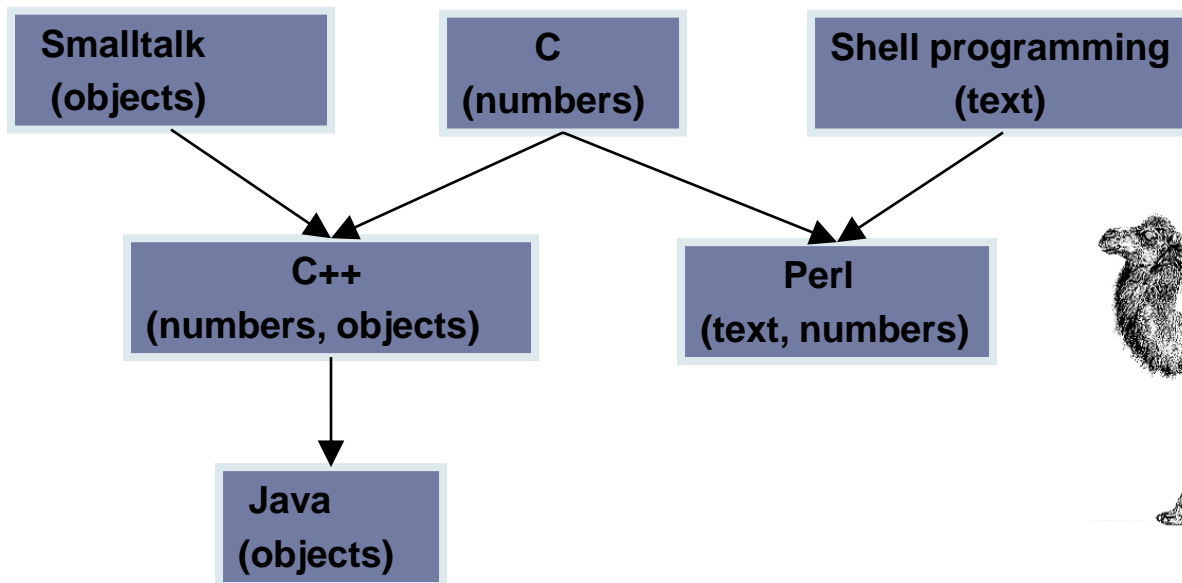 Smalltalk
(objects)
C
(numbers)
Shell programming
(text)
C++
(numbers, objects)
Perl
(text, numbers)
Java
(objects)